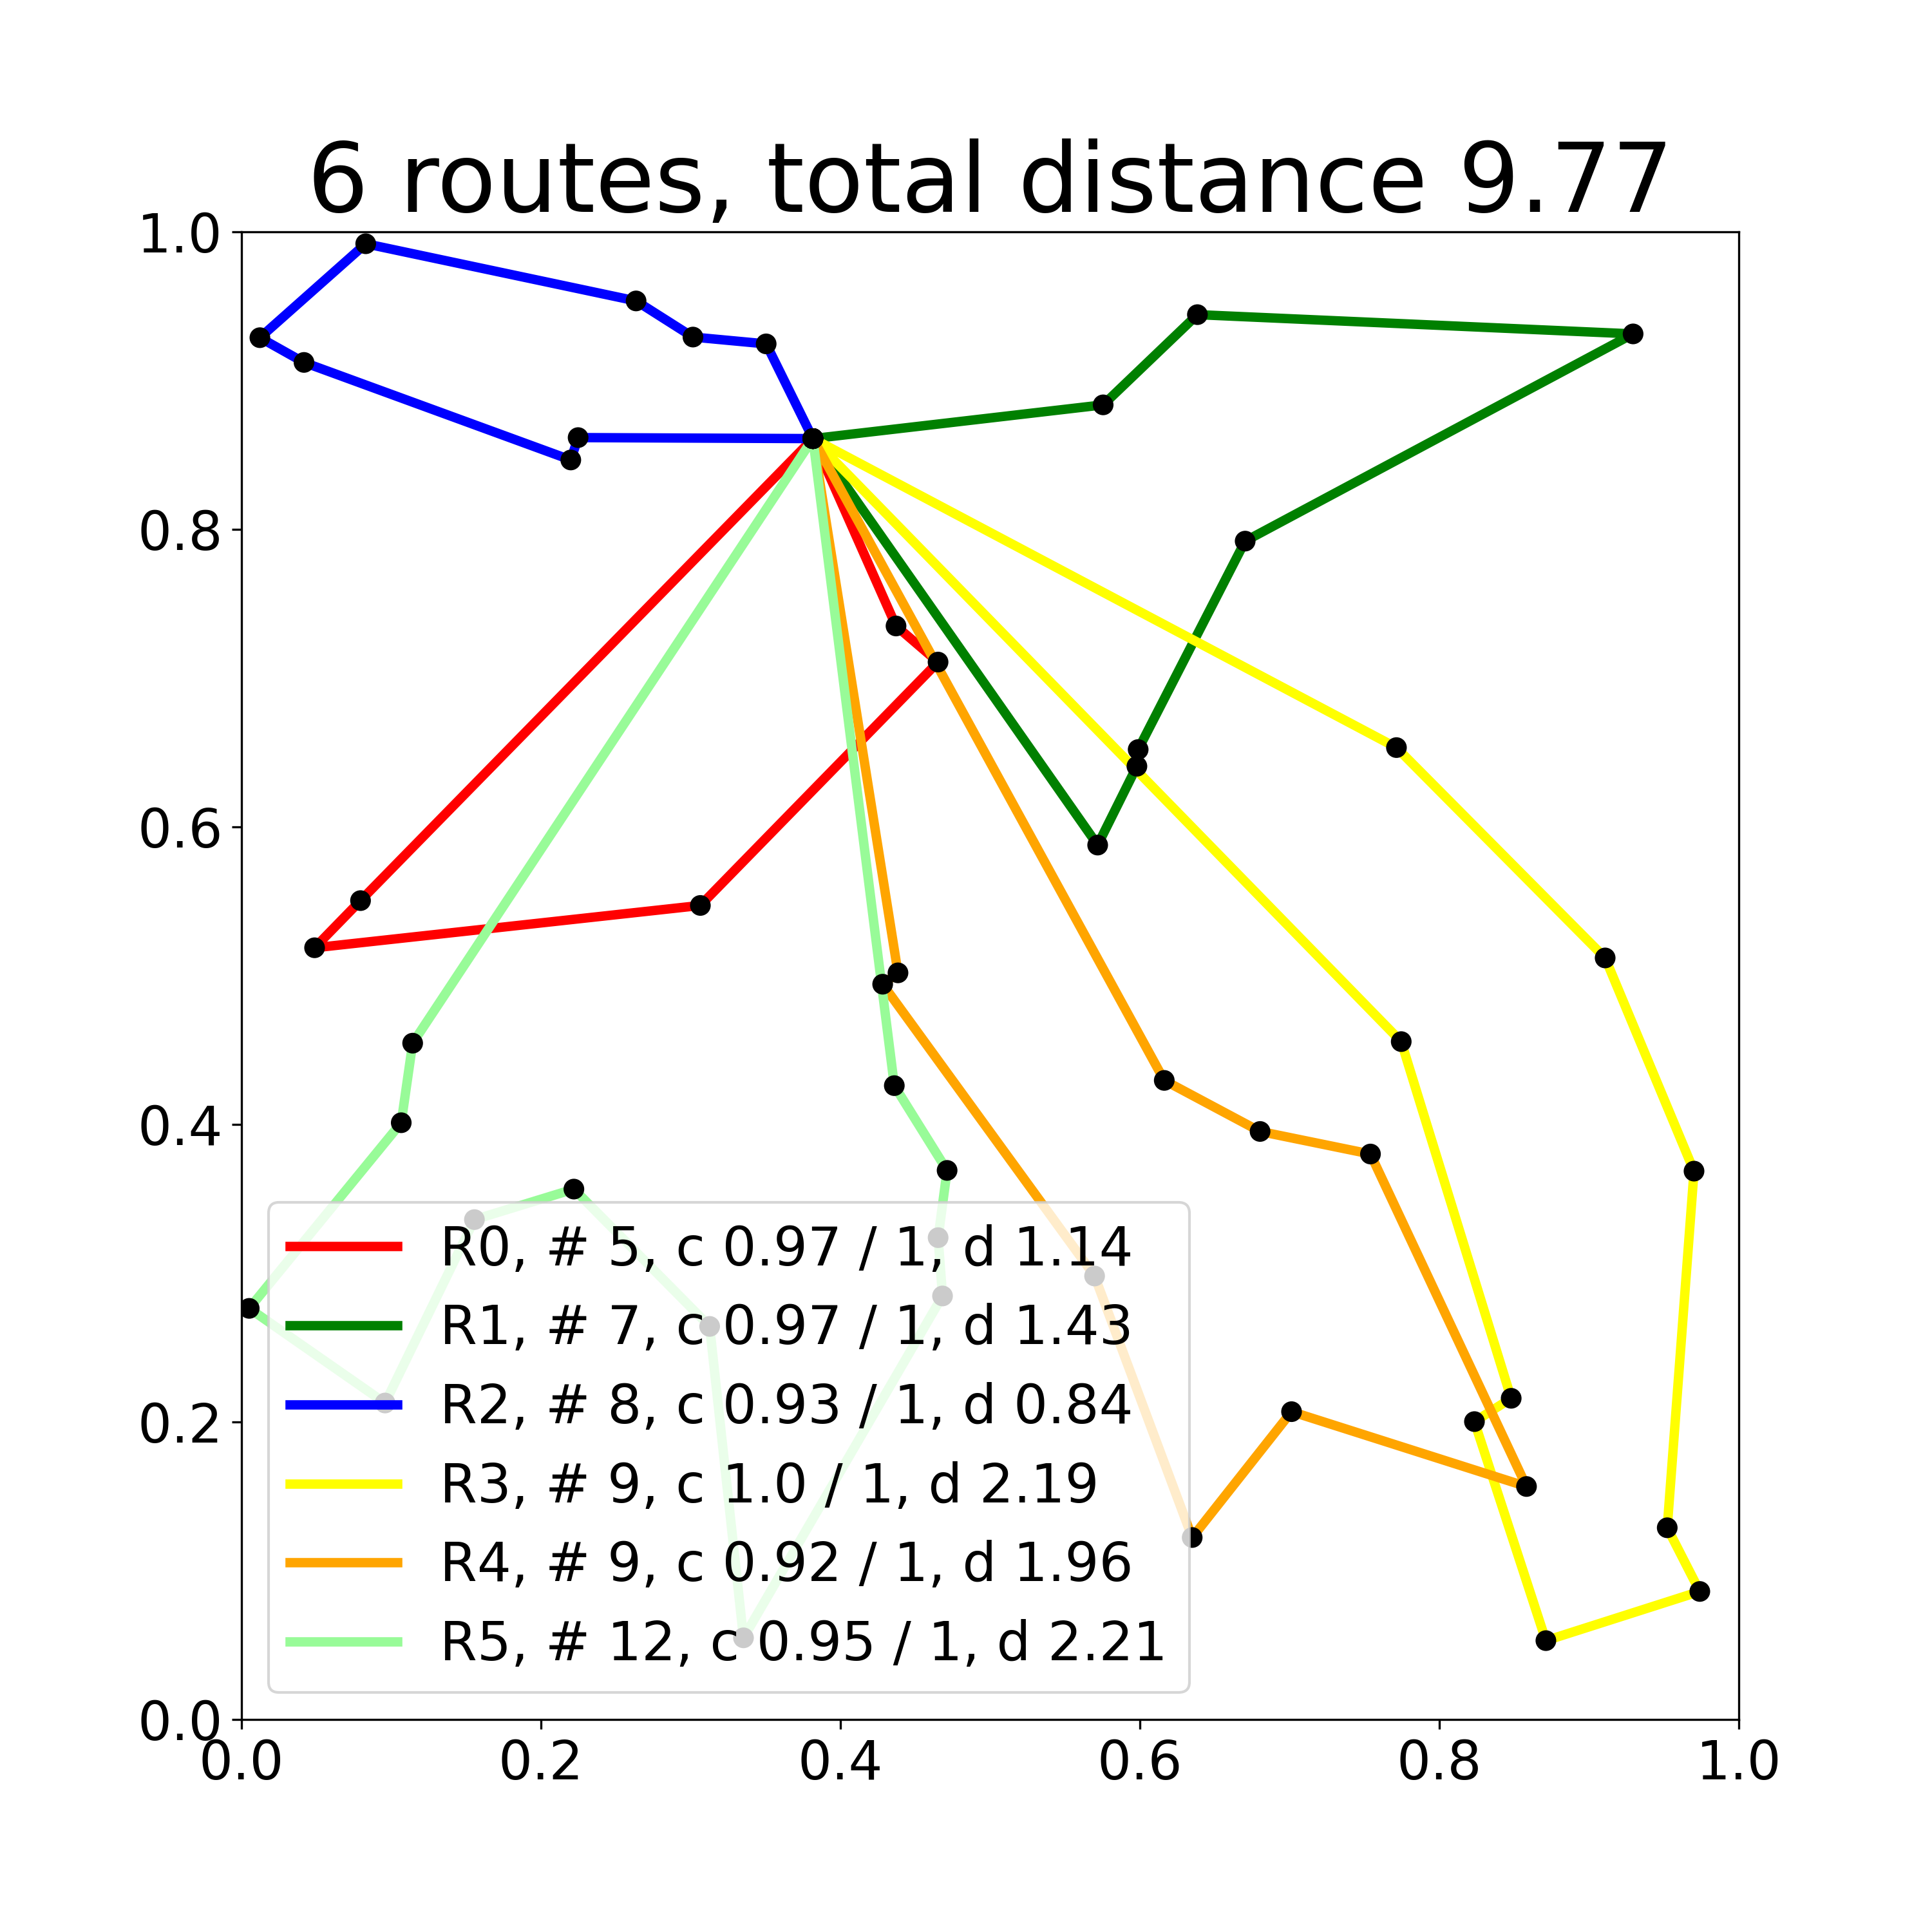 6 routes, total distance 9.77
1.0
0.8
0.6
0.4
0.2
0.0
R0, # 5, c 0.97 / 1, d 1.14
R1, # 7, c 0.97 / 1, d 1.43
R2, # 8, c 0.93 / 1, d 0.84
R3, # 9, c 1.0 / 1, d 2.19
R4, # 9, c 0.92 / 1, d 1.96
R5, # 12, c 0.95 / 1, d 2.21
0.0 0.2 0.4 0.6 0.8 1.0